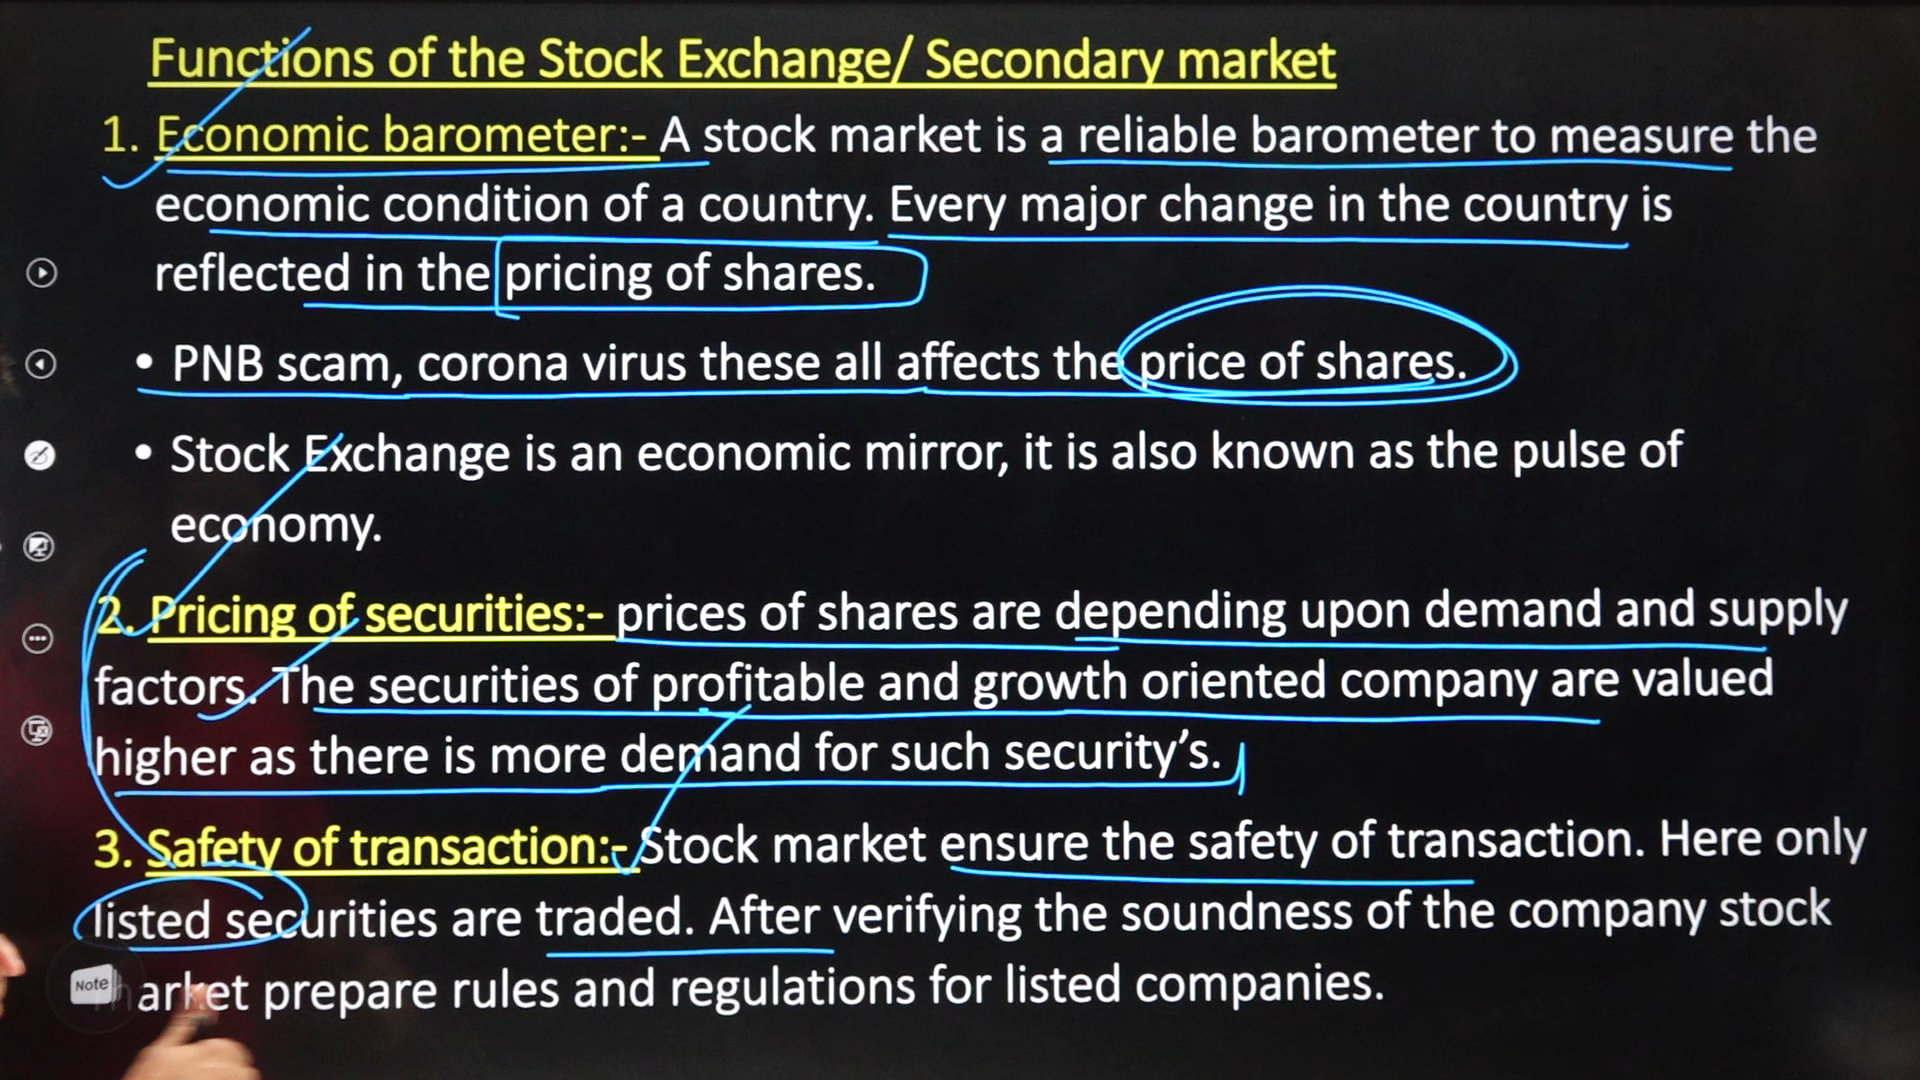 Functions of the Stock Exchange/ Secondary market
1. Economic barometer:- A stock market is a reliable barometer to measure the
economic condition of a country. Every major change in the country is
reflected in the pricing of shares.
• PNB scam, corona virus these all affects the price of shares.
• Stock Exchange is an economic mirror, it is also known as the pulse of
economy.
2. Pricing of securities:- prices of shares are depending upon demand and supply
factors. The securities of profitable and growth oriented company are valued
higher as there is more demand for such security's.
3. Safety of transaction:- Stock market ensure the safety of transaction. Here only
listed securities are traded. After verifying the soundness of the company stock
market prepare rules and regulations for listed companies.
Note